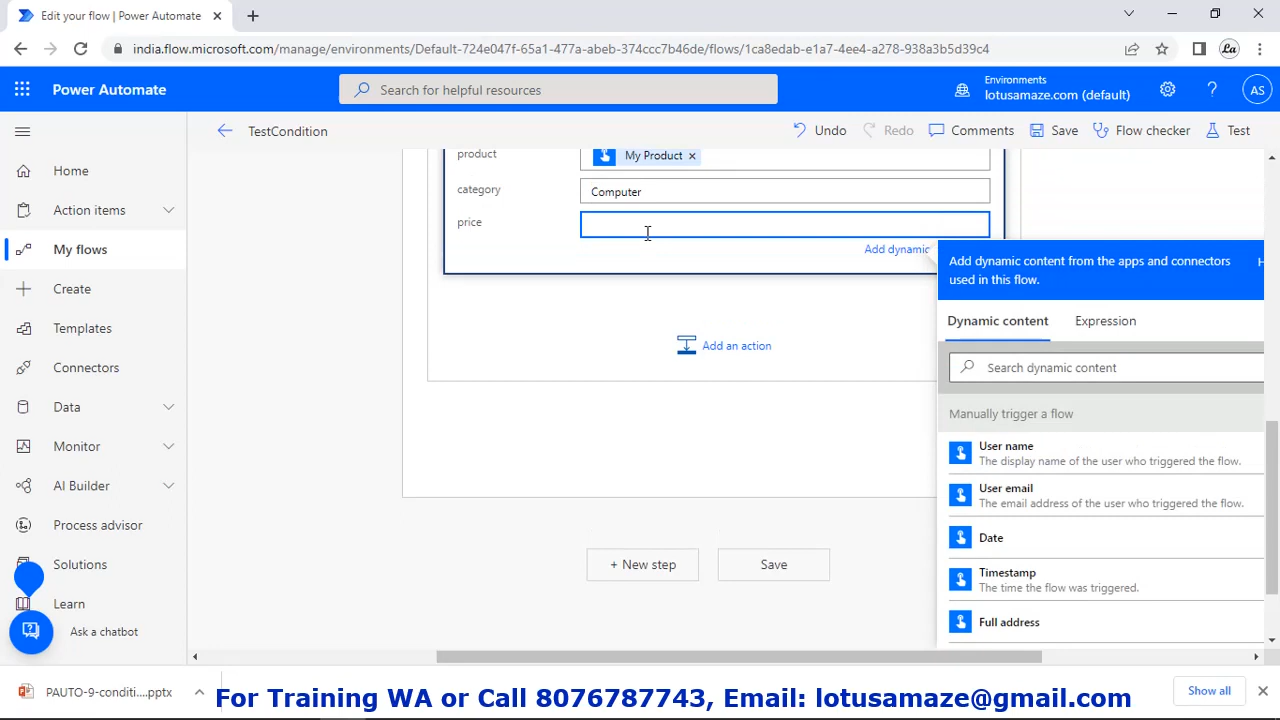 Edit your flow | Power Automate
india.flow.microsoft.com/manage/environments/Default-724e047f-65a1-477a-abeb-374ccc7b46de/flows/1ca8edab-e1a7-4ee4-a278-938a3b5d39c4
Power Automate
Search for helpful resources
Environments
lotusamaze.com (default)
AS
TestCondition
Undo
Redo
Comments
Save
Flow checker
Test
Home
Action items
My flows
Create
Templates
Connectors
Data
Monitor
AI Builder
Process advisor
Solutions
Learn
Ask a chatbot
product
My Product
category
Computer
price
Add dynamic
Add an action
+ New step
Save
Add dynamic content from the apps and connectors
used in this flow.
Dynamic content
Expression
Search dynamic content
Manually trigger a flow
User name
The display name of the user who triggered the flow.
User email
The email address of the user who triggered the flow.
Date
Timestamp
The time the flow was triggered.
Full address
PAUTO-9-conditi....pptx
For Training WA or Call 8076787743, Email: lotusamaze@gmail.com
Show all